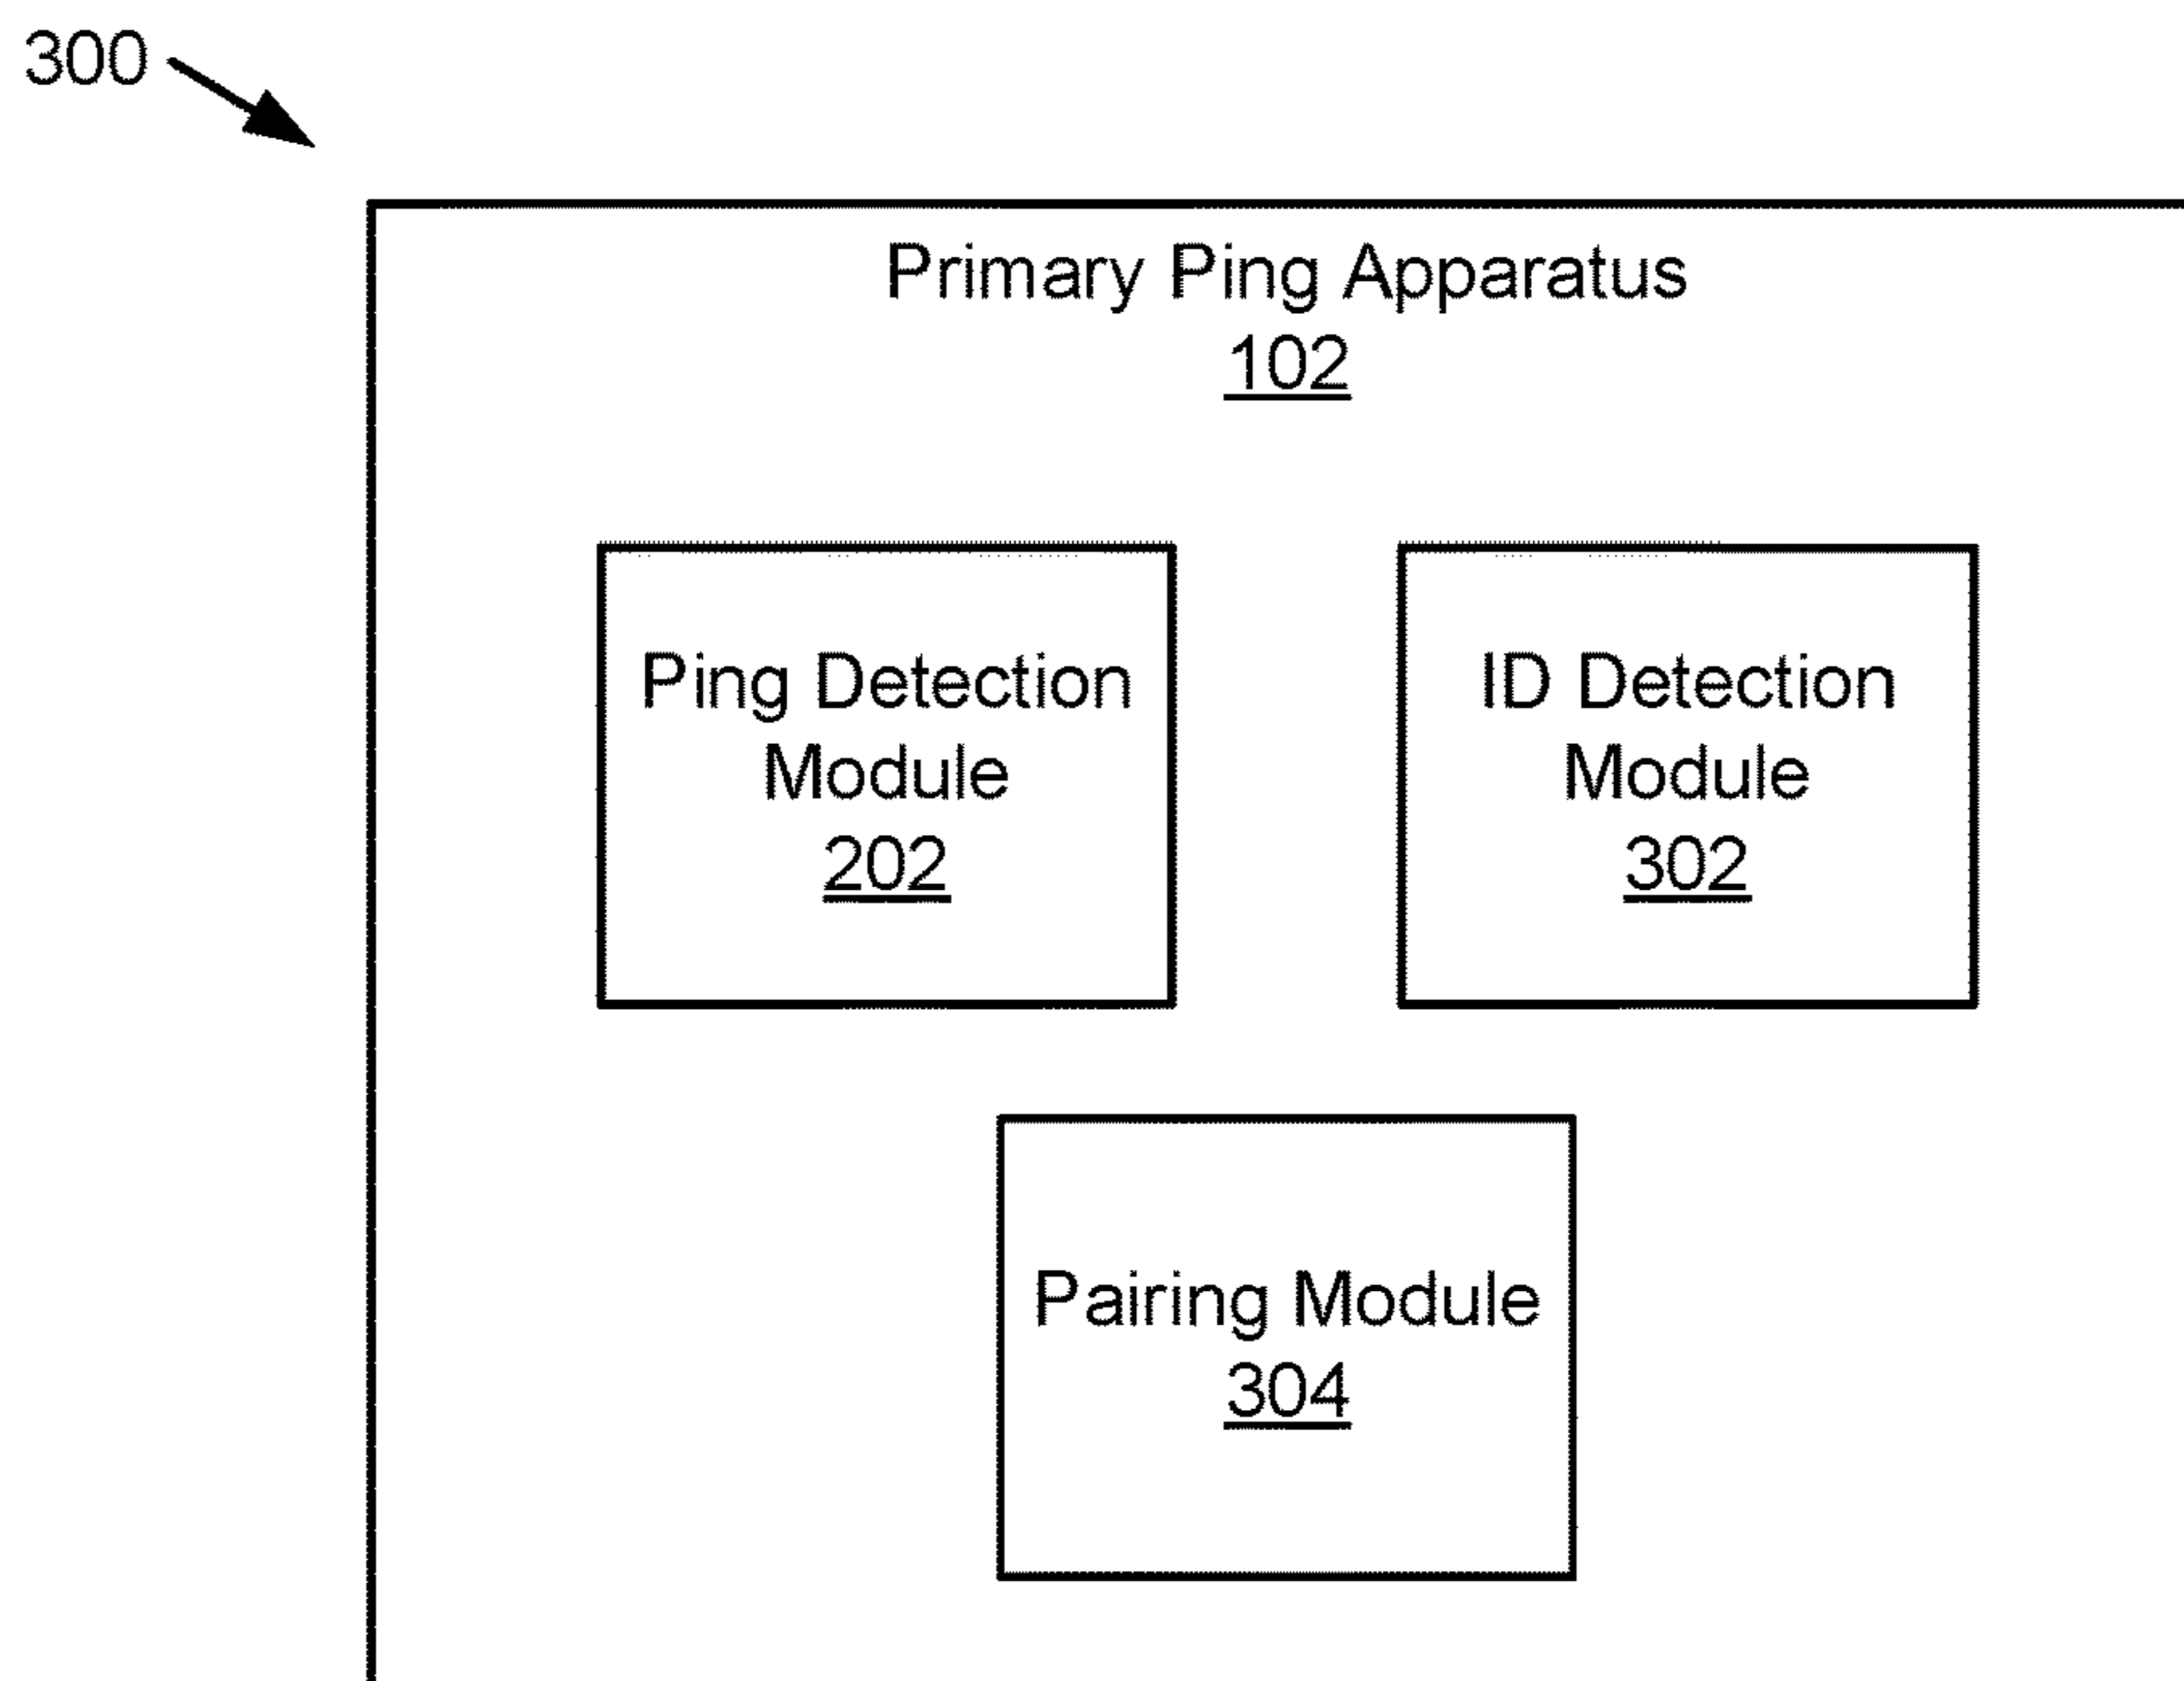 300
Primary Ping Apparatus
102
Ping Detection
Module
202
ID Detection
Module
302
Pairing Module
304